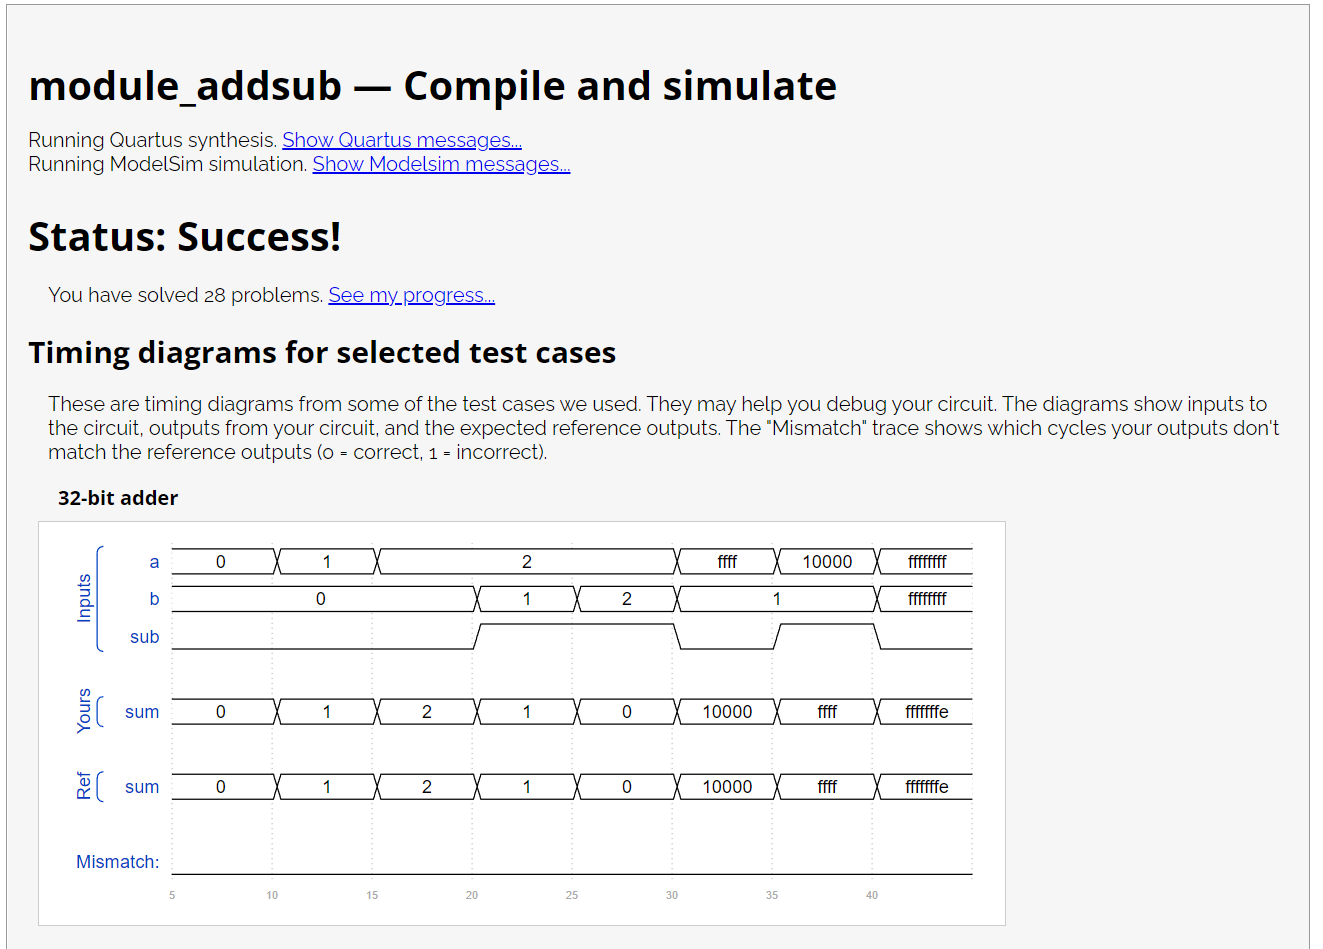 module_addsub — Compile and simulate
Running Quartus synthesis. Show Quartus messages...
Running ModelSim simulation. Show Modelsim messages...
Status: Success!
You have solved 28 problems. See my progress...
Timing diagrams for selected test cases
These are timing diagrams from some of the test cases we used. They may help you debug your circuit. The diagrams show inputs to
the circuit, outputs from your circuit, and the expected reference outputs. The "Mismatch" trace shows which cycles your outputs don't
match the reference outputs (0 = correct, 1 = incorrect).
32-bit adder
Inputs
a 0 1 2 ffff 10000 ffffffff
b 0 1 2 1 ffffffff
sub
Yours
sum 0 1 2 1 0 10000 ffff fffffffe
Ref
sum 0 1 2 1 0 10000 ffff fffffffe
Mismatch:
5 10 15 20 25 30 35 40